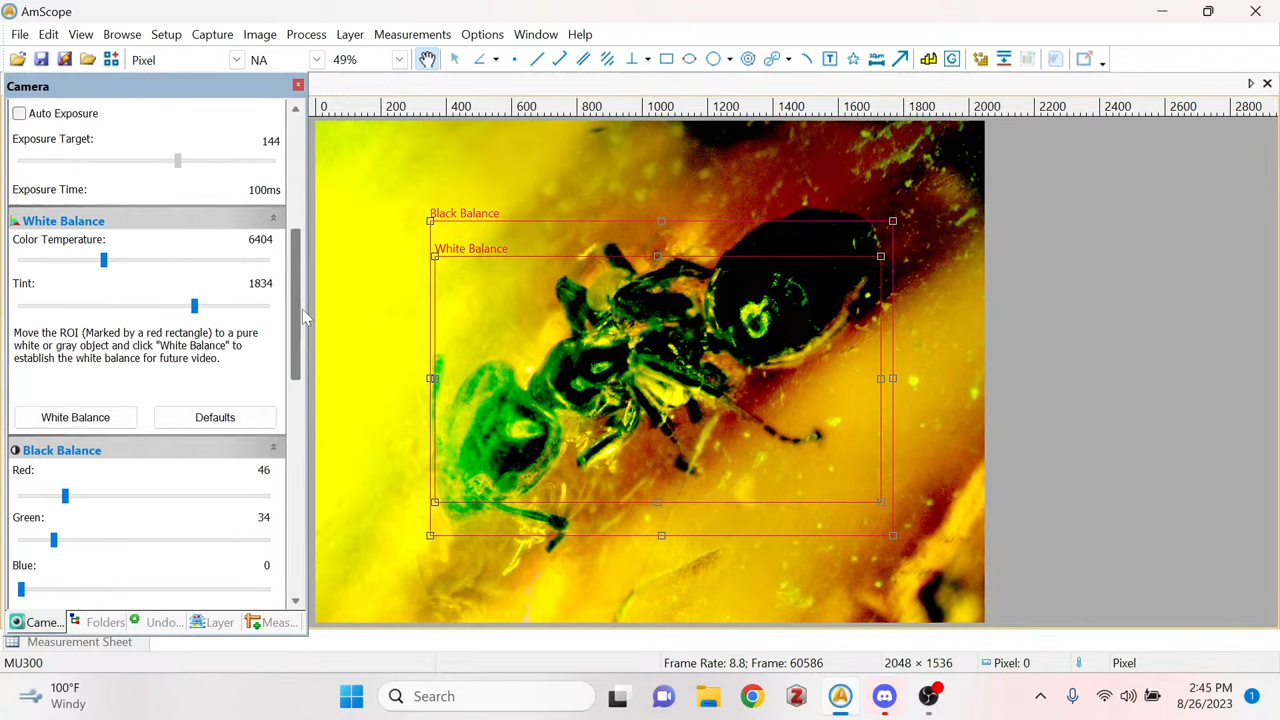 AmScope
File Edit View Browse Setup Capture Image Process Layer Measurements Options Window Help
Pixel NA 49%
Camera
0 200 400 600 800 1000 1200 1400 1600 1800 2000 2200 2400 2600 2800
Auto Exposure
Exposure Target: 144
Exposure Time: 100ms
White Balance
Color Temperature: 6404
Tint: 1834
Move the ROI (Marked by a red rectangle) to a pure
white or gray object and click "White Balance" to
establish the white balance for future video.
White Balance Defaults
Black Balance
Red: 46
Green: 34
Blue: 0
Black Balance
White Balance
Came... Folders Undo... Layer Meas...
Measurement Sheet
MU300 Frame Rate: 8.8; Frame: 60586 2048 × 1536 Pixel: 0 Pixel
100°F
Windy
Search
2:45 PM
8/26/2023
1